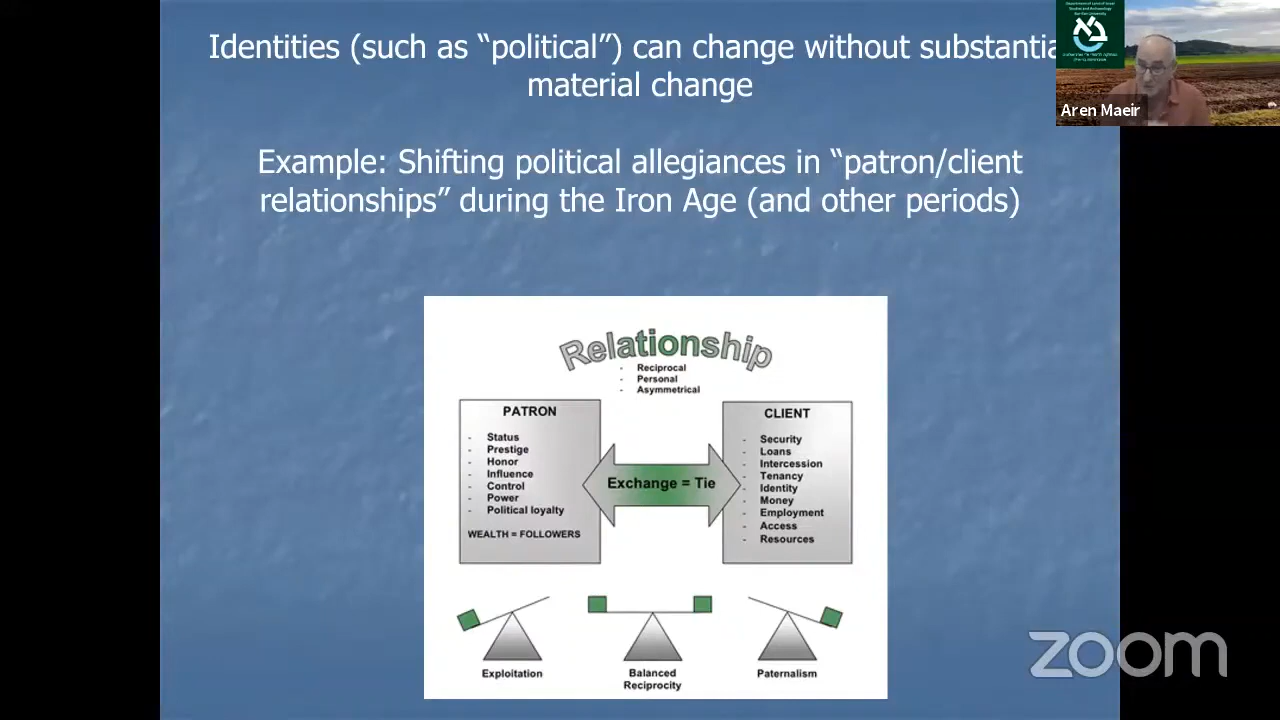 Identities (such as “political”) can change without substantia
material change
Example: Shifting political allegiances in “patron/client
relationships” during the Iron Age (and other periods)
Aren Maeir
Relationship
- Reciprocal
- Personal
- Asymmetrical
PATRON
- Status
- Prestige
- Honor
- Influence
- Control
- Power
- Political loyalty
WEALTH = FOLLOWERS
Exchange = Tie
CLIENT
- Security
- Loans
- Intercession
- Tenancy
- Identity
- Money
- Employment
- Access
- Resources
Exploitation
Balanced
Reciprocity
Paternalism
zoom